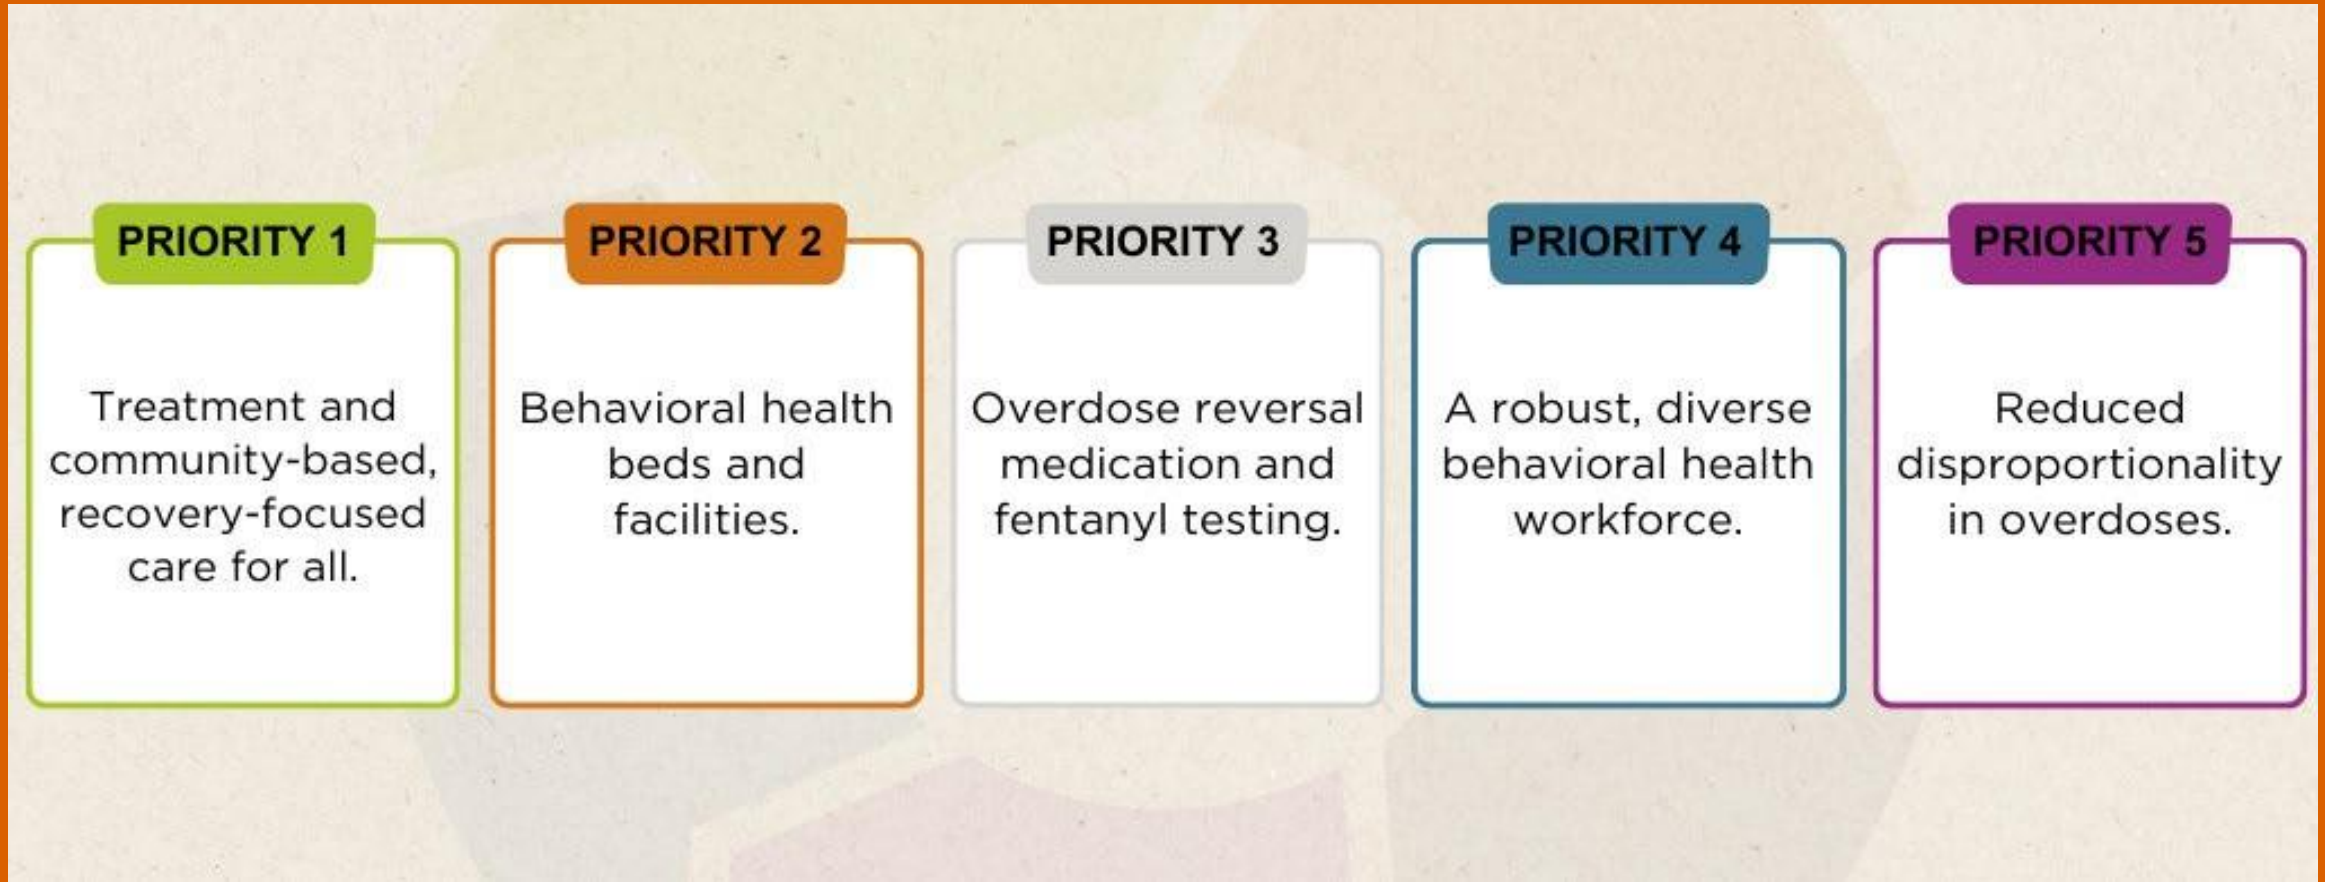 PRIORITY 1
Treatment and
community-based,
recovery-focused
care for all.
PRIORITY 2
Behavioral health
beds and
facilities.
PRIORITY 3
Overdose reversal
medication and
fentanyl testing.
PRIORITY 4
A robust, diverse
behavioral health
workforce.
PRIORITY 5
Reduced
disproportionality
in overdoses.